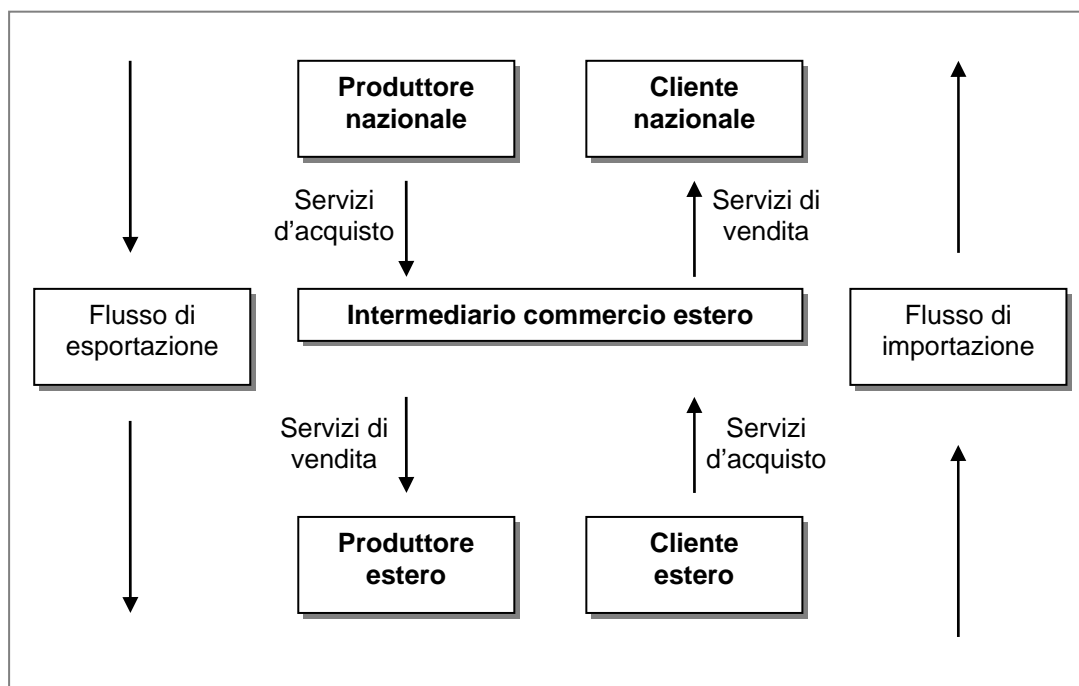 Produttore
nazionale
Cliente
nazionale
Servizi
d’acquisto
Servizi di
vendita
Flusso di
esportazione
Intermediario commercio estero
Flusso di
importazione
Servizi di
vendita
Servizi
d’acquisto
Produttore
estero
Cliente
estero